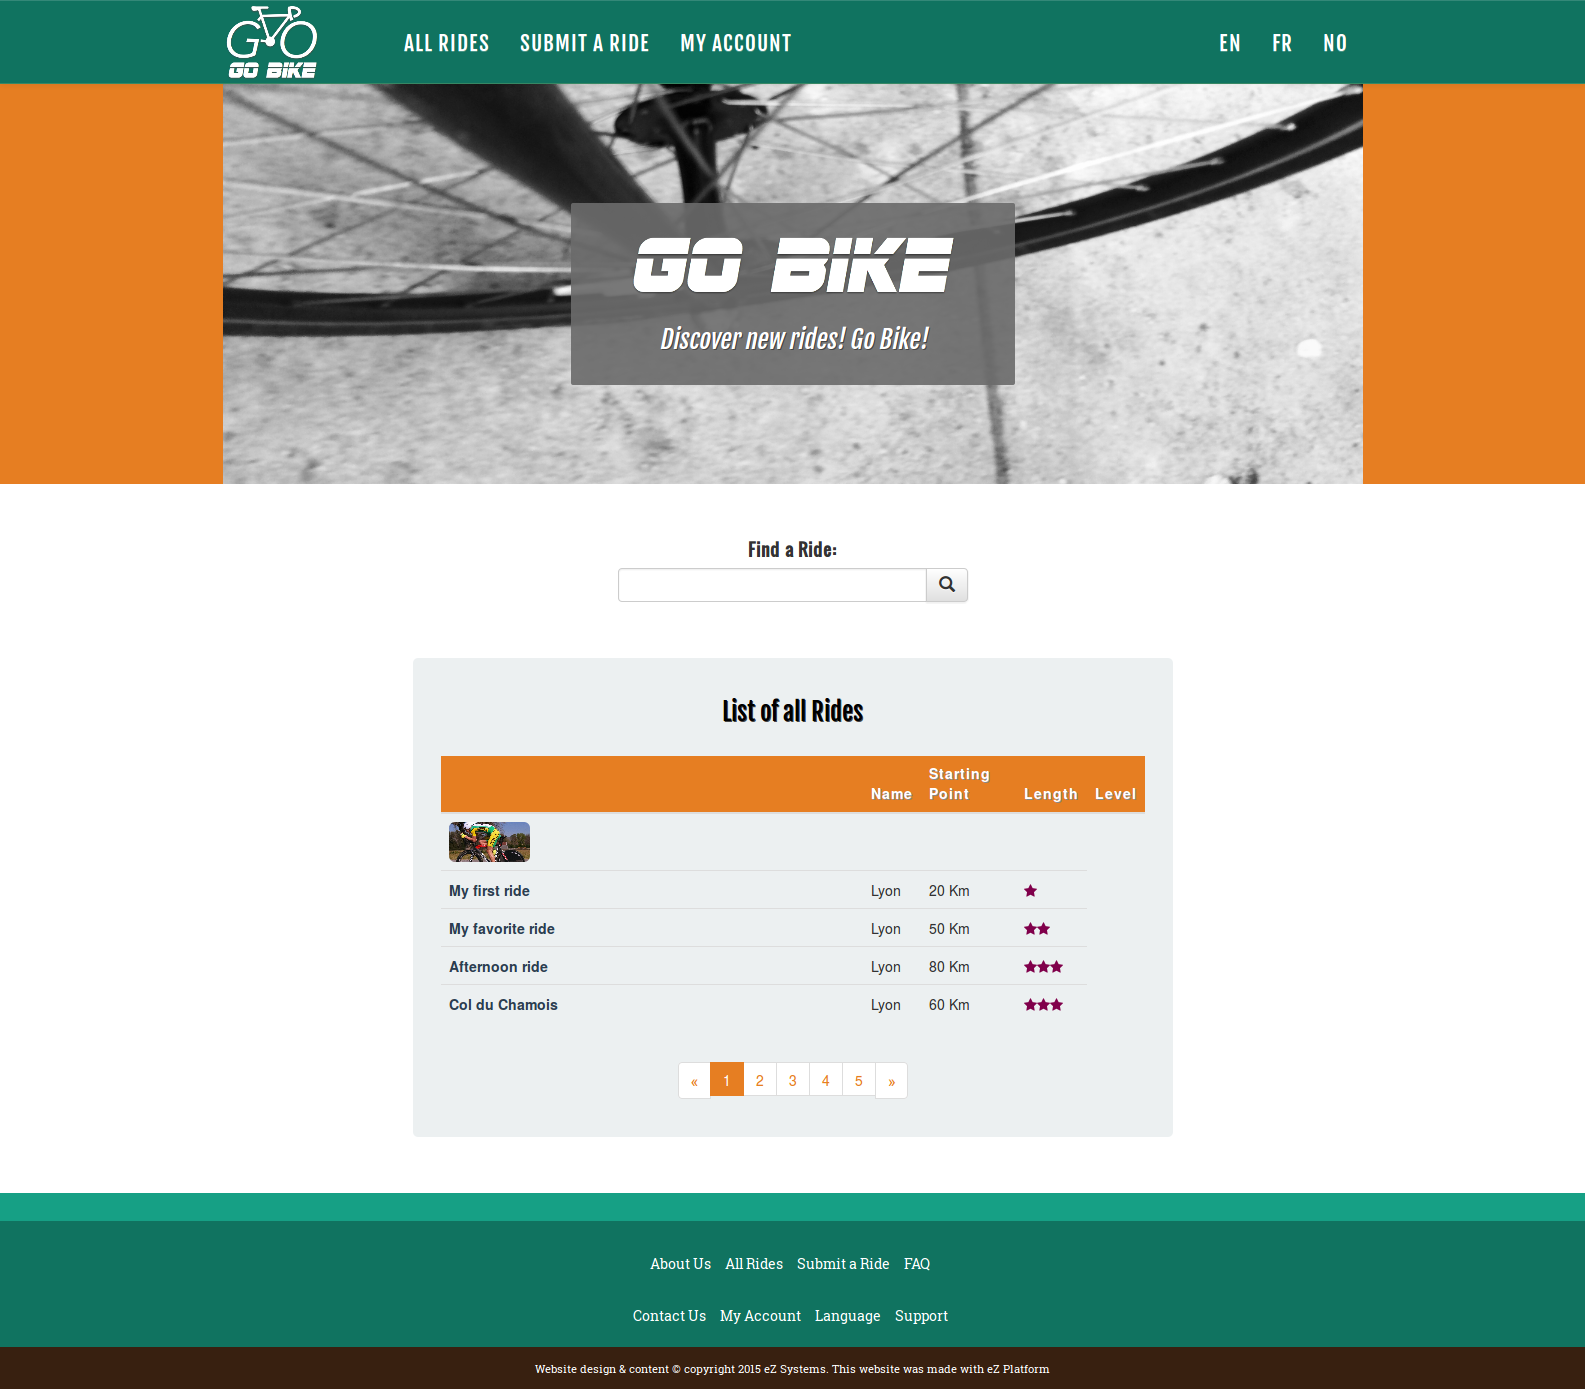 GO BIKE
ALL RIDES SUBMIT A RIDE MY ACCOUNT EN FR NO
GO BIKE
Discover new rides! Go Bike!
Find a Ride:
List of all Rides
Name Starting Point Length Level
My first ride Lyon 20 Km ★
My favorite ride Lyon 50 Km ★★
Afternoon ride Lyon 80 Km ★★★
Col du Chamois Lyon 60 Km ★★★
« 1 2 3 4 5 »
About Us All Rides Submit a Ride FAQ
Contact Us My Account Language Support
Website design & content © copyright 2015 eZ Systems. This website was made with eZ Platform